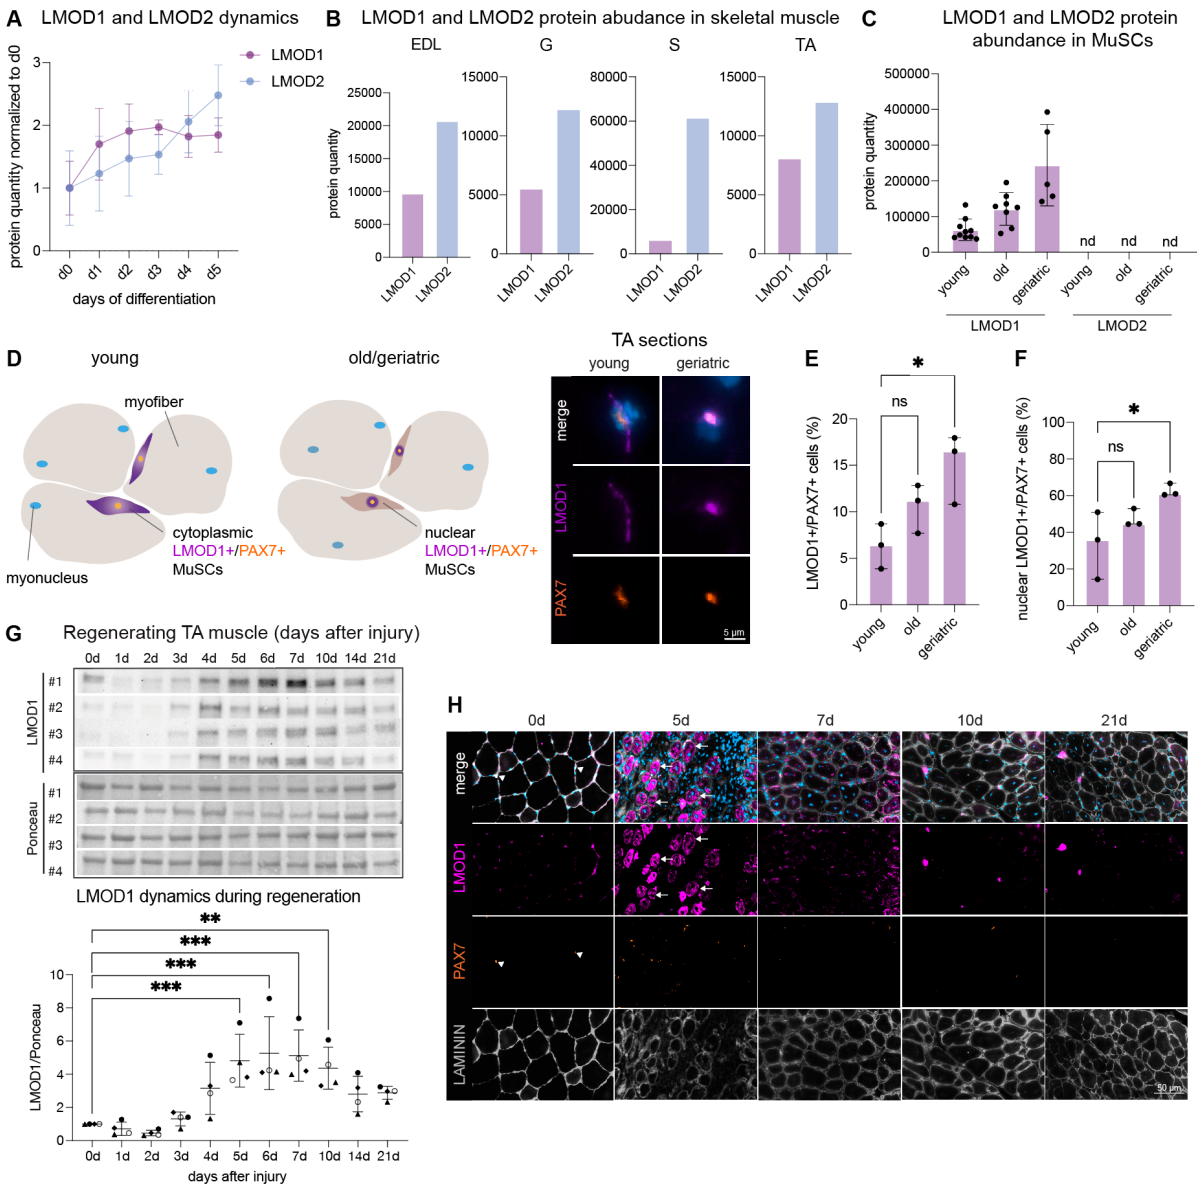 A LMOD1 and LMOD2 dynamics
protein quantity normalized to d0
3
2
1
0
d0 d1 d2 d3 d4 d5
days of differentiation
LMOD1
LMOD2
B LMOD1 and LMOD2 protein abudance in skeletal muscle
EDL G S TA
protein quantity
25000
20000
15000
10000
5000
0
LMOD1 LMOD2
15000
10000
5000
0
LMOD1 LMOD2
80000
60000
40000
20000
0
LMOD1 LMOD2
15000
10000
5000
0
LMOD1 LMOD2
C LMOD1 and LMOD2 protein
abundance in MuSCs
protein quantity
500000
400000
300000
200000
100000
0
nd nd nd
young old geriatric young old geriatric
LMOD1 LMOD2
D young old/geriatric
myofiber
cytoplasmic
LMOD1+/PAX7+
MuSCs
myonucleus
nuclear
LMOD1+/PAX7+
MuSCs
TA sections
young geriatric
merge
LMOD1
PAX7
5 µm
E
LMOD1+/PAX7+ cells (%)
20
15
10
5
0
ns
*
young old geriatric
F
nuclear LMOD1+/PAX7+ cells (%)
100
80
60
40
20
0
ns
*
young old geriatric
G Regenerating TA muscle (days after injury)
0d 1d 2d 3d 4d 5d 6d 7d 10d 14d 21d
LMOD1
#1
#2
#3
#4
Ponceau
#1
#2
#3
#4
LMOD1 dynamics during regeneration
**
***
***
***
LMOD1/Ponceau
10
8
6
4
2
0
0d 1d 2d 3d 4d 5d 6d 7d 10d 14d 21d
days after injury
H
0d 5d 7d 10d 21d
merge
LMOD1
PAX7
LAMININ
50 µm